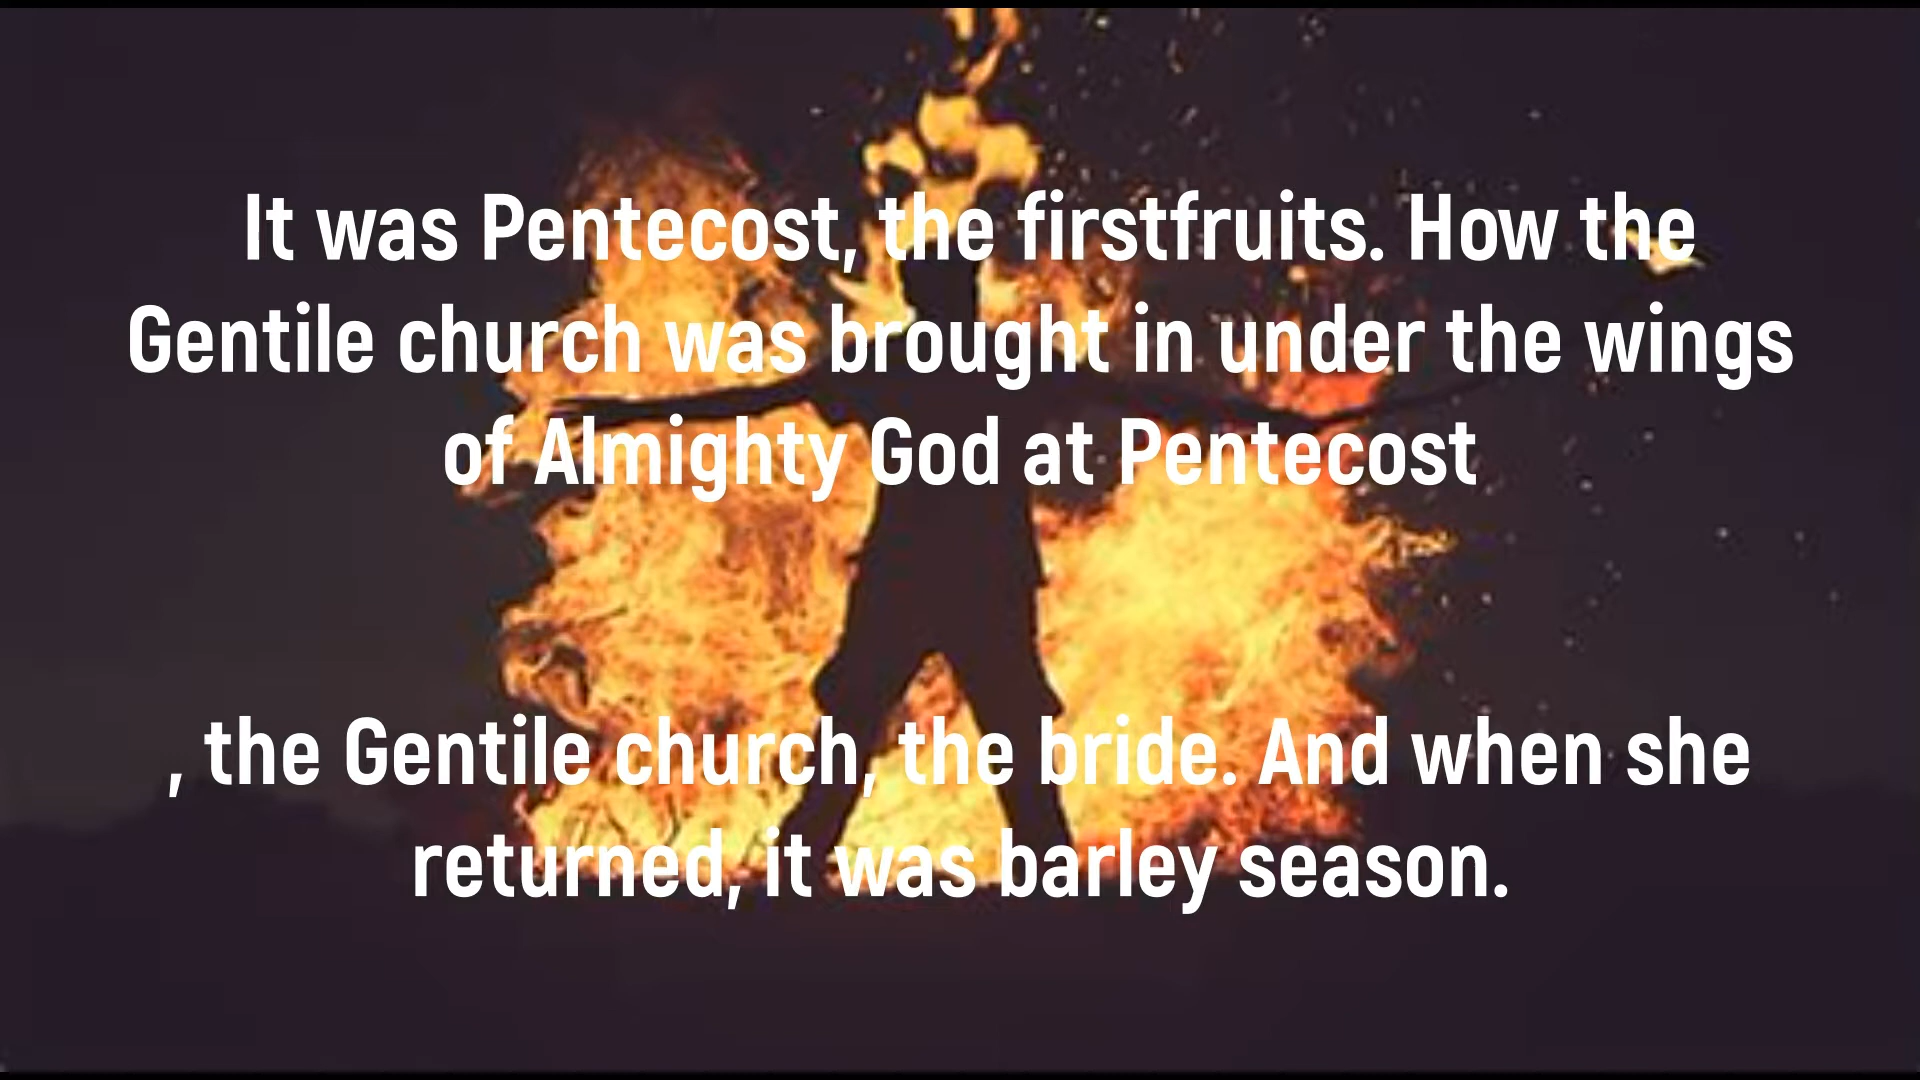 It was Pentecost, the firstfruits. How the
Gentile church was brought in under the wings
of Almighty God at Pentecost
, the Gentile church, the bride. And when she
returned, it was barley season.